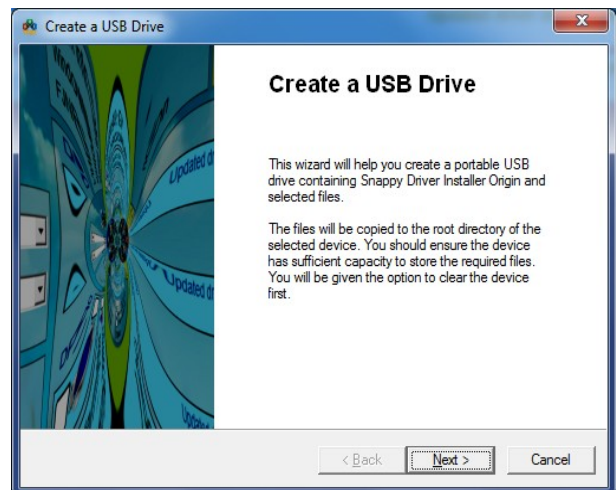 Create a USB Drive
Create a USB Drive
This wizard will help you create a portable USB
drive containing Snappy Driver Installer Origin and
selected files.
The files will be copied to the root directory of the
selected device. You should ensure the device
has sufficient capacity to store the required files.
You will be given the option to clear the device
first.
Updated d
Updated dr
< Back
Next >
Cancel